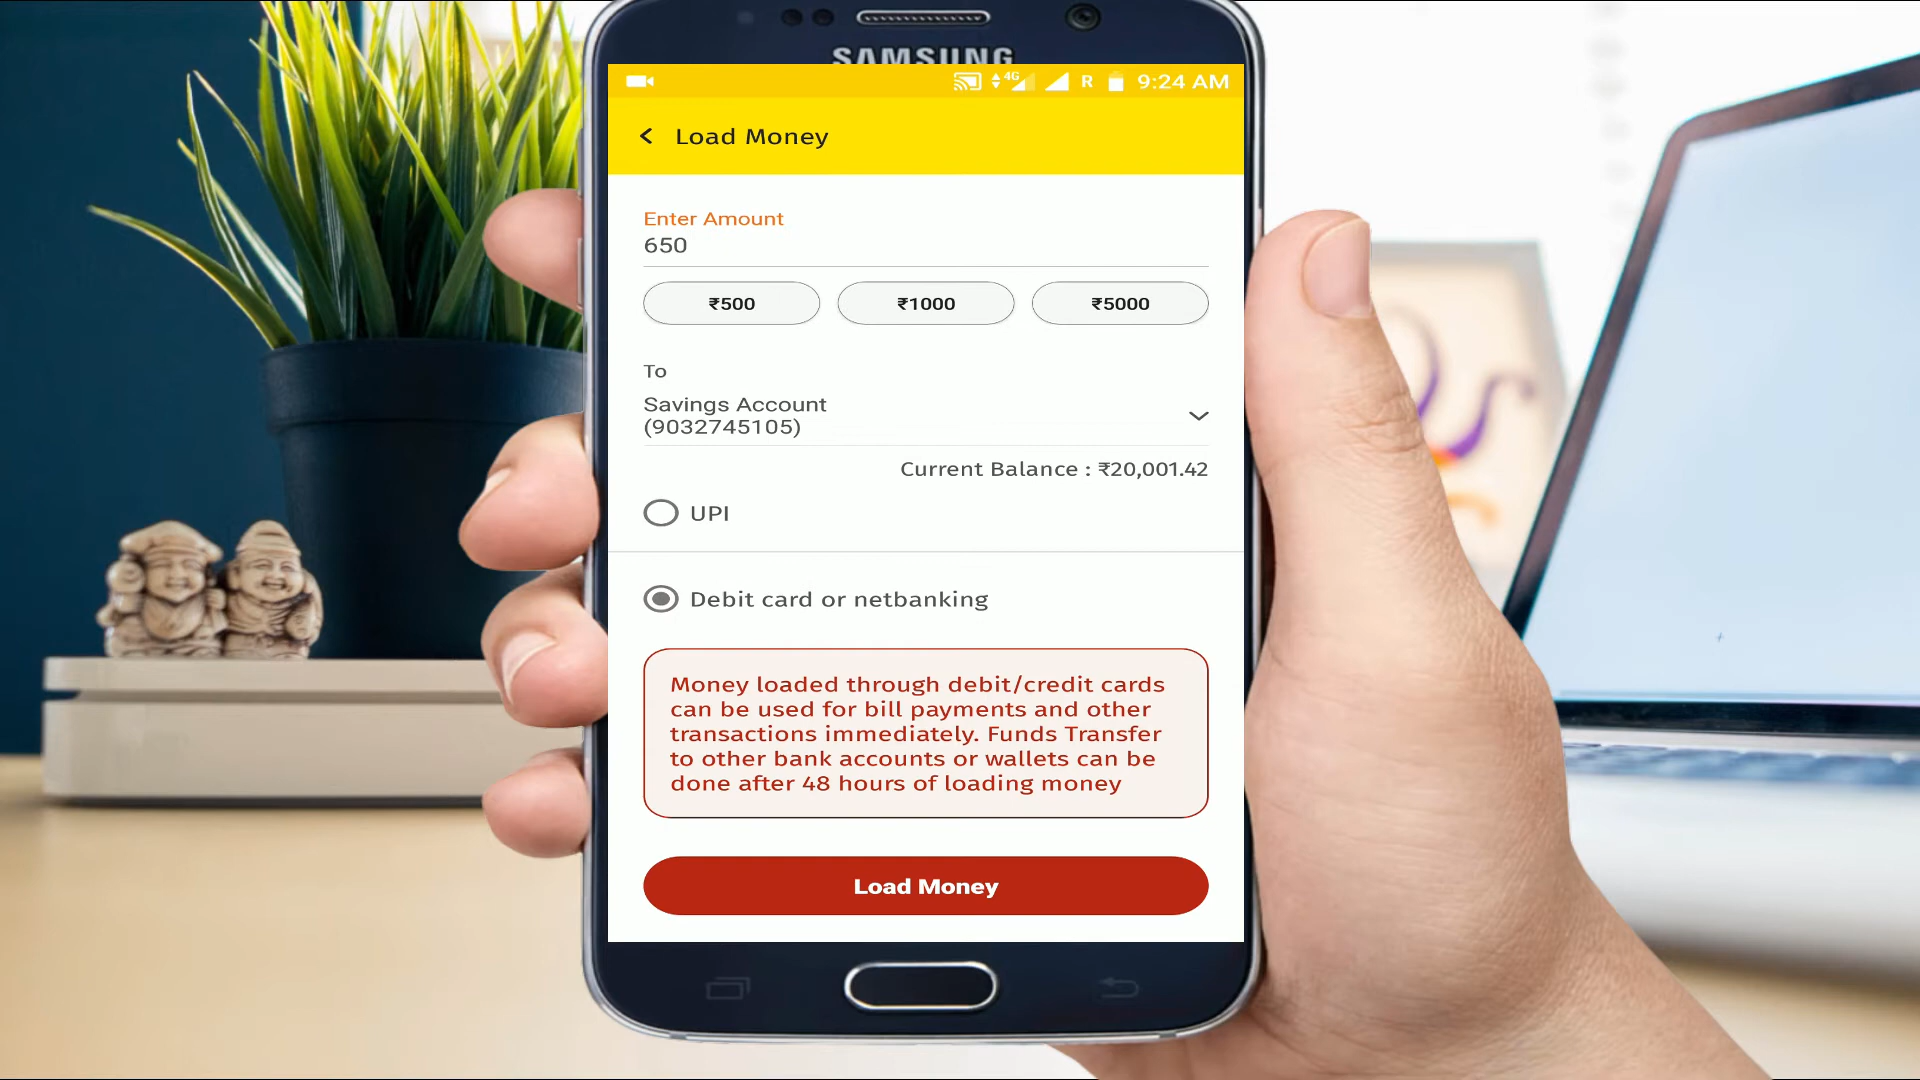 SAMSUNG
4G R 9:24 AM
< Load Money
Enter Amount
650
₹500 ₹1000 ₹5000
To
Savings Account
(9032745105)
Current Balance : ₹20,001.42
UPI
Debit card or netbanking
Money loaded through debit/credit cards
can be used for bill payments and other
transactions immediately. Funds Transfer
to other bank accounts or wallets can be
done after 48 hours of loading money
Load Money